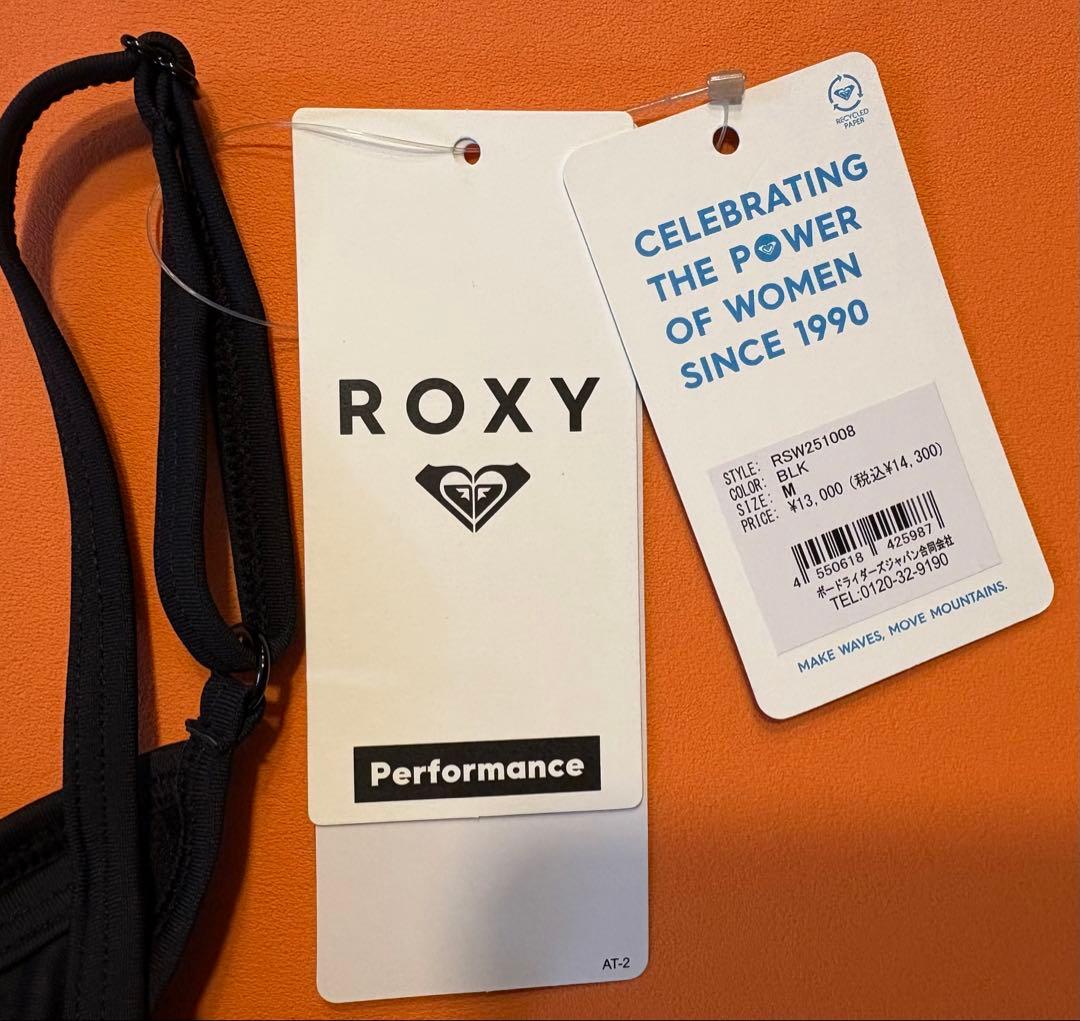 ROXY
Performance
AT-2
RECYCLED
PAPER
CELEBRATING
THE POWER
OF WOMEN
SINCE 1990
STYLE: RSW251008
COLOR: BLK
SIZE: M
PRICE: ¥13,000 (税込¥14,300)
4 550618 425987
ボードライダーズジャパン合同会社
TEL:0120-32-9190
MAKE WAVES, MOVE MOUNTAINS.